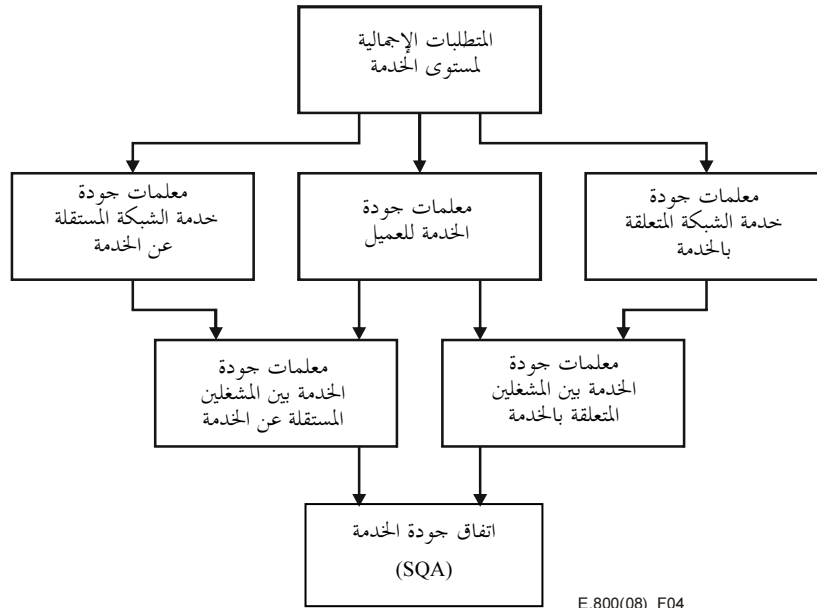 المتطلبات الإجمالية
لمستوى الخدمة
معلمات جودة
خدمة الشبكة المتعلقة
بالخدمة
معلمات جودة
الخدمة للعميل
معلمات جودة
خدمة الشبكة المستقلة
عن الخدمة
معلمات جودة
الخدمة بين المشغلين
المتعلقة بالخدمة
معلمات جودة
الخدمة بين المشغلين
المستقلة عن الخدمة
اتفاق جودة الخدمة
(SQA)
E.800(08)_F04